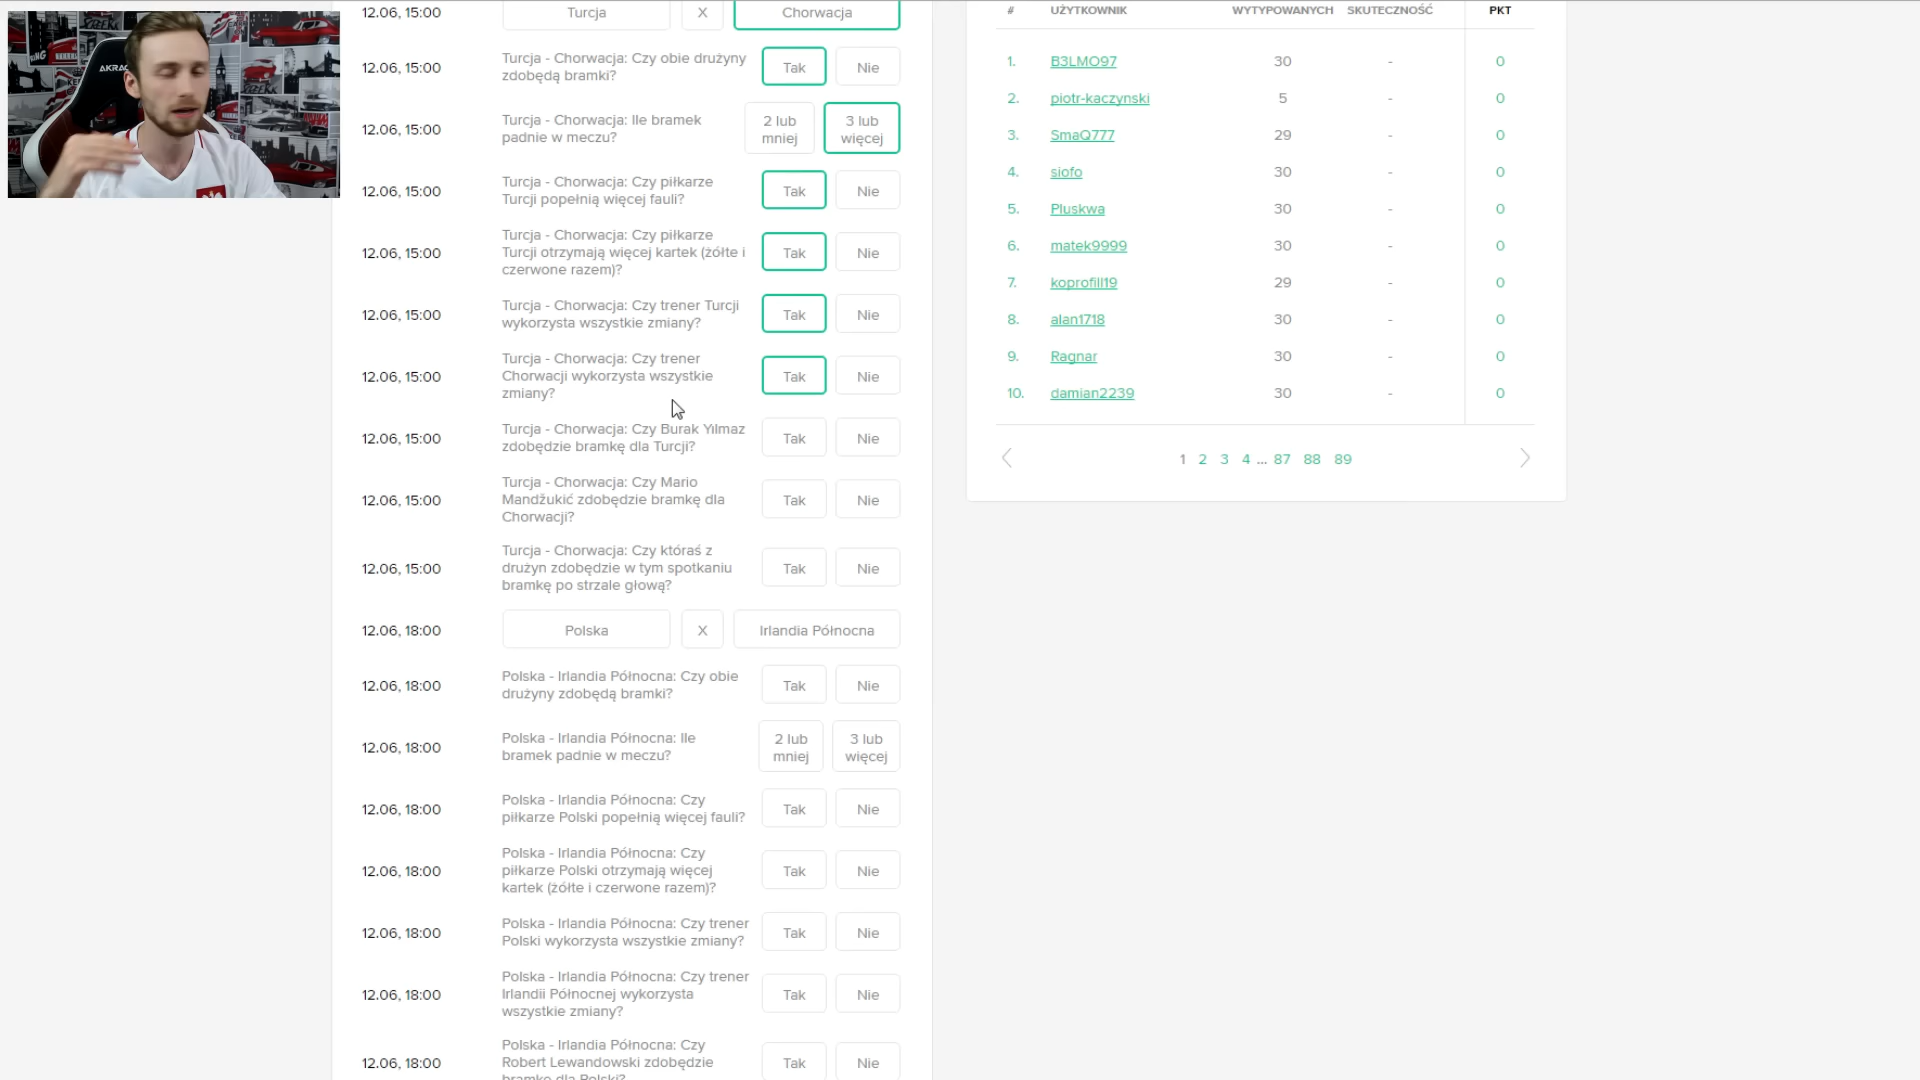 12.06, 15:00 Turcja X Chorwacja
12.06, 15:00 Turcja - Chorwacja: Czy obie drużyny Tak Nie
zdobędą bramki?
12.06, 15:00 Turcja - Chorwacja: Ile bramek 2 lub 3 lub
padnie w meczu? mniej więcej
12.06, 15:00 Turcja - Chorwacja: Czy piłkarze Tak Nie
Turcji popełnią więcej fauli?
12.06, 15:00 Turcja - Chorwacja: Czy piłkarze
Turcji otrzymają więcej kartek (żółte i Tak Nie
czerwone razem)?
12.06, 15:00 Turcja - Chorwacja: Czy trener Turcji Tak Nie
wykorzysta wszystkie zmiany?
12.06, 15:00 Turcja - Chorwacja: Czy trener
Chorwacji wykorzysta wszystkie Tak Nie
zmiany?
12.06, 15:00 Turcja - Chorwacja: Czy Burak Yılmaz Tak Nie
zdobędzie bramkę dla Turcji?
12.06, 15:00 Turcja - Chorwacja: Czy Mario
Mandžukić zdobędzie bramkę dla Tak Nie
Chorwacji?
12.06, 15:00 Turcja - Chorwacja: Czy któraś z
drużyn zdobędzie w tym spotkaniu Tak Nie
bramkę po strzale głową?
12.06, 18:00 Polska X Irlandia Północna
12.06, 18:00 Polska - Irlandia Północna: Czy obie Tak Nie
drużyny zdobędą bramki?
12.06, 18:00 Polska - Irlandia Północna: Ile 2 lub 3 lub
bramek padnie w meczu? mniej więcej
12.06, 18:00 Polska - Irlandia Północna: Czy Tak Nie
piłkarze Polski popełnią więcej fauli?
12.06, 18:00 Polska - Irlandia Północna: Czy
piłkarze Polski otrzymają więcej Tak Nie
kartek (żółte i czerwone razem)?
12.06, 18:00 Polska - Irlandia Północna: Czy trener Tak Nie
Polski wykorzysta wszystkie zmiany?
12.06, 18:00 Polska - Irlandia Północna: Czy trener
Irlandii Północnej wykorzysta Tak Nie
wszystkie zmiany?
12.06, 18:00 Polska - Irlandia Północna: Czy
Robert Lewandowski zdobędzie Tak Nie
bramkę dla Polski?
# UŻYTKOWNIK WYTYPOWANYCH SKUTECZNOŚĆ PKT
1. B3LMO97 30 - 0
2. piotr-kaczynski 5 - 0
3. SmaQ777 29 - 0
4. siofo 30 - 0
5. Pluskwa 30 - 0
6. matek9999 30 - 0
7. koprofill19 29 - 0
8. alan1718 30 - 0
9. Ragnar 30 - 0
10. damian2239 30 - 0
1 2 3 4 ... 87 88 89